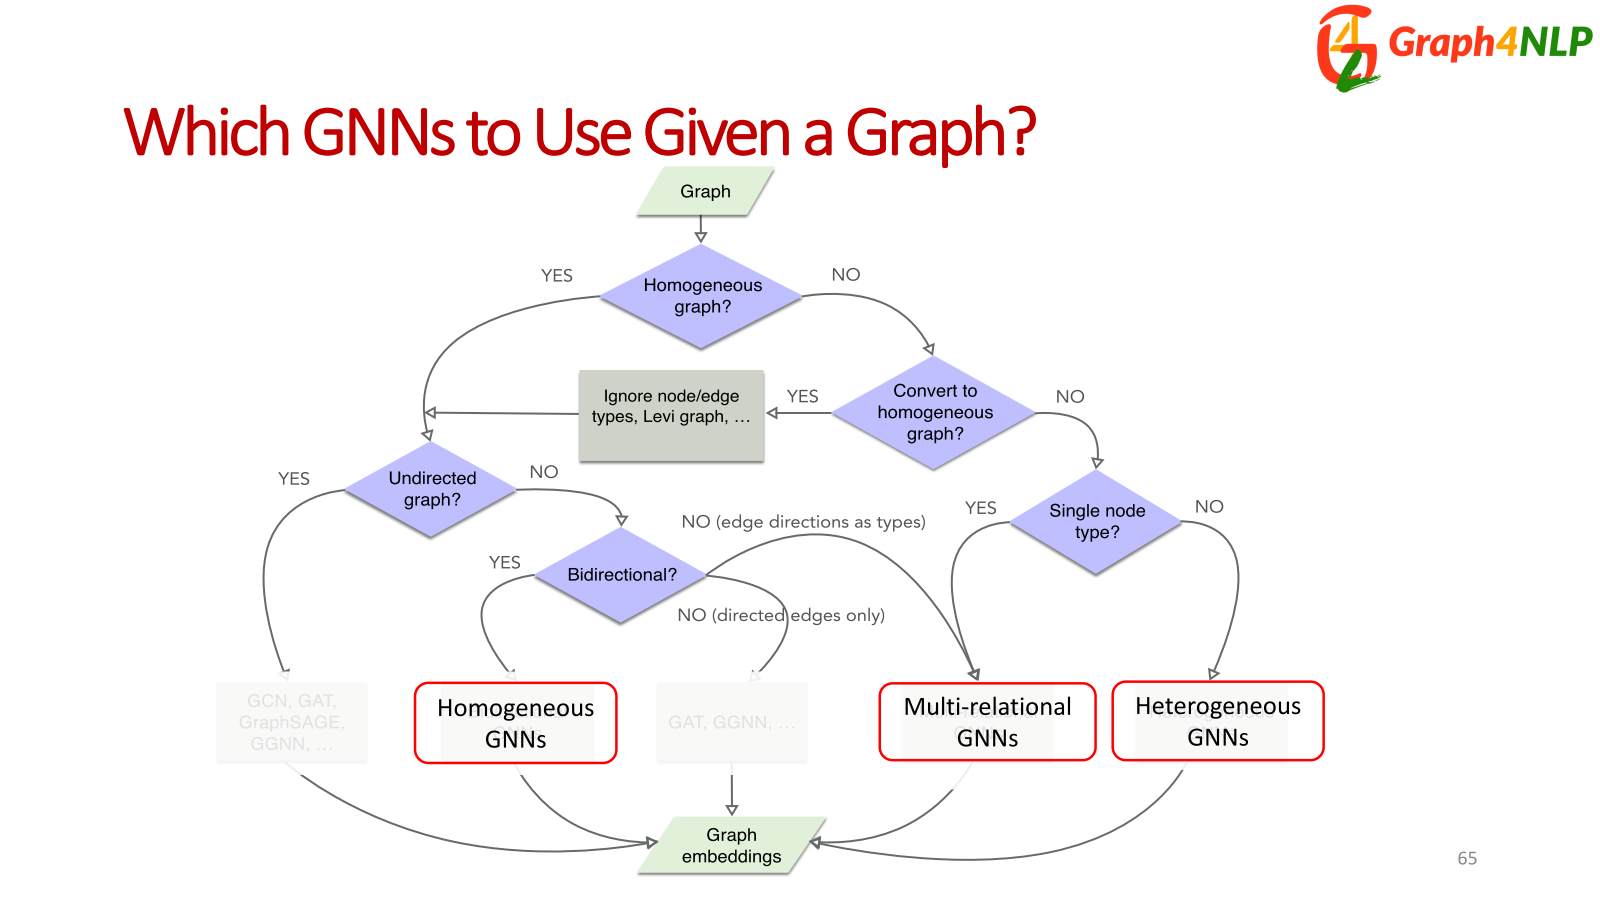 Graph4NLP
Which GNNs to Use Given a Graph?
Graph
YES
NO
Homogeneous
graph?
Ignore node/edge
types, Levi graph, …
YES
Convert to
homogeneous
graph?
NO
YES
Undirected
graph?
NO
YES
Single node
type?
NO
NO (edge directions as types)
YES
Bidirectional?
NO (directed edges only)
GCN, GAT,
GraphSAGE,
GGNN, …
Homogeneous
GNNs
GAT, GGNN, …
Multi-relational
GNNs
Heterogeneous
GNNs
Graph
embeddings
65